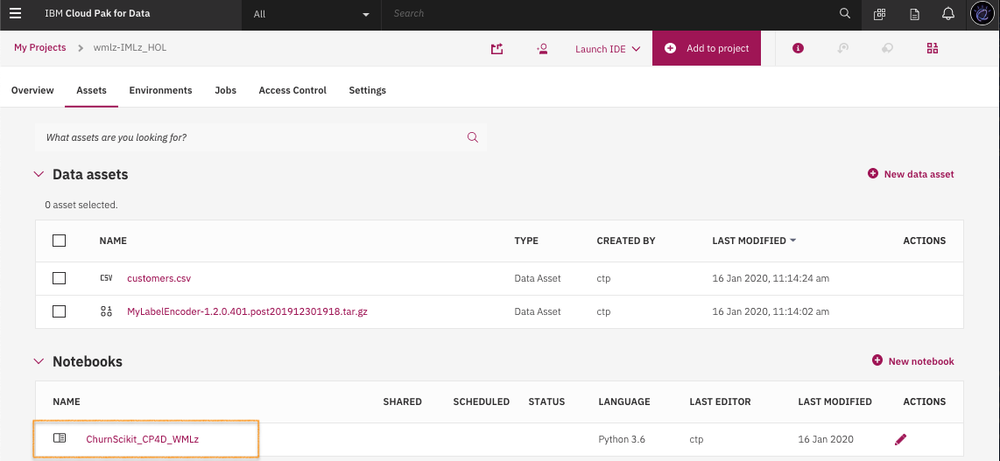 IBM Cloud Pak for Data All Search
My Projects wmlz-IMLz_HOL Launch IDE Add to project
Overview Assets Environments Jobs Access Control Settings
What assets are you looking for?
Data assets New data asset
0 asset selected.
NAME TYPE CREATED BY LAST MODIFIED ACTIONS
CSV customers.csv Data Asset ctp 16 Jan 2020, 11:14:24 am
MyLabelEncoder-1.2.0.401.post201912301918.tar.gz Data Asset ctp 16 Jan 2020, 11:14:02 am
Notebooks New notebook
NAME SHARED SCHEDULED STATUS LANGUAGE LAST EDITOR LAST MODIFIED ACTIONS
ChurnScikit_CP4D_WMLz Python 3.6 ctp 16 Jan 2020